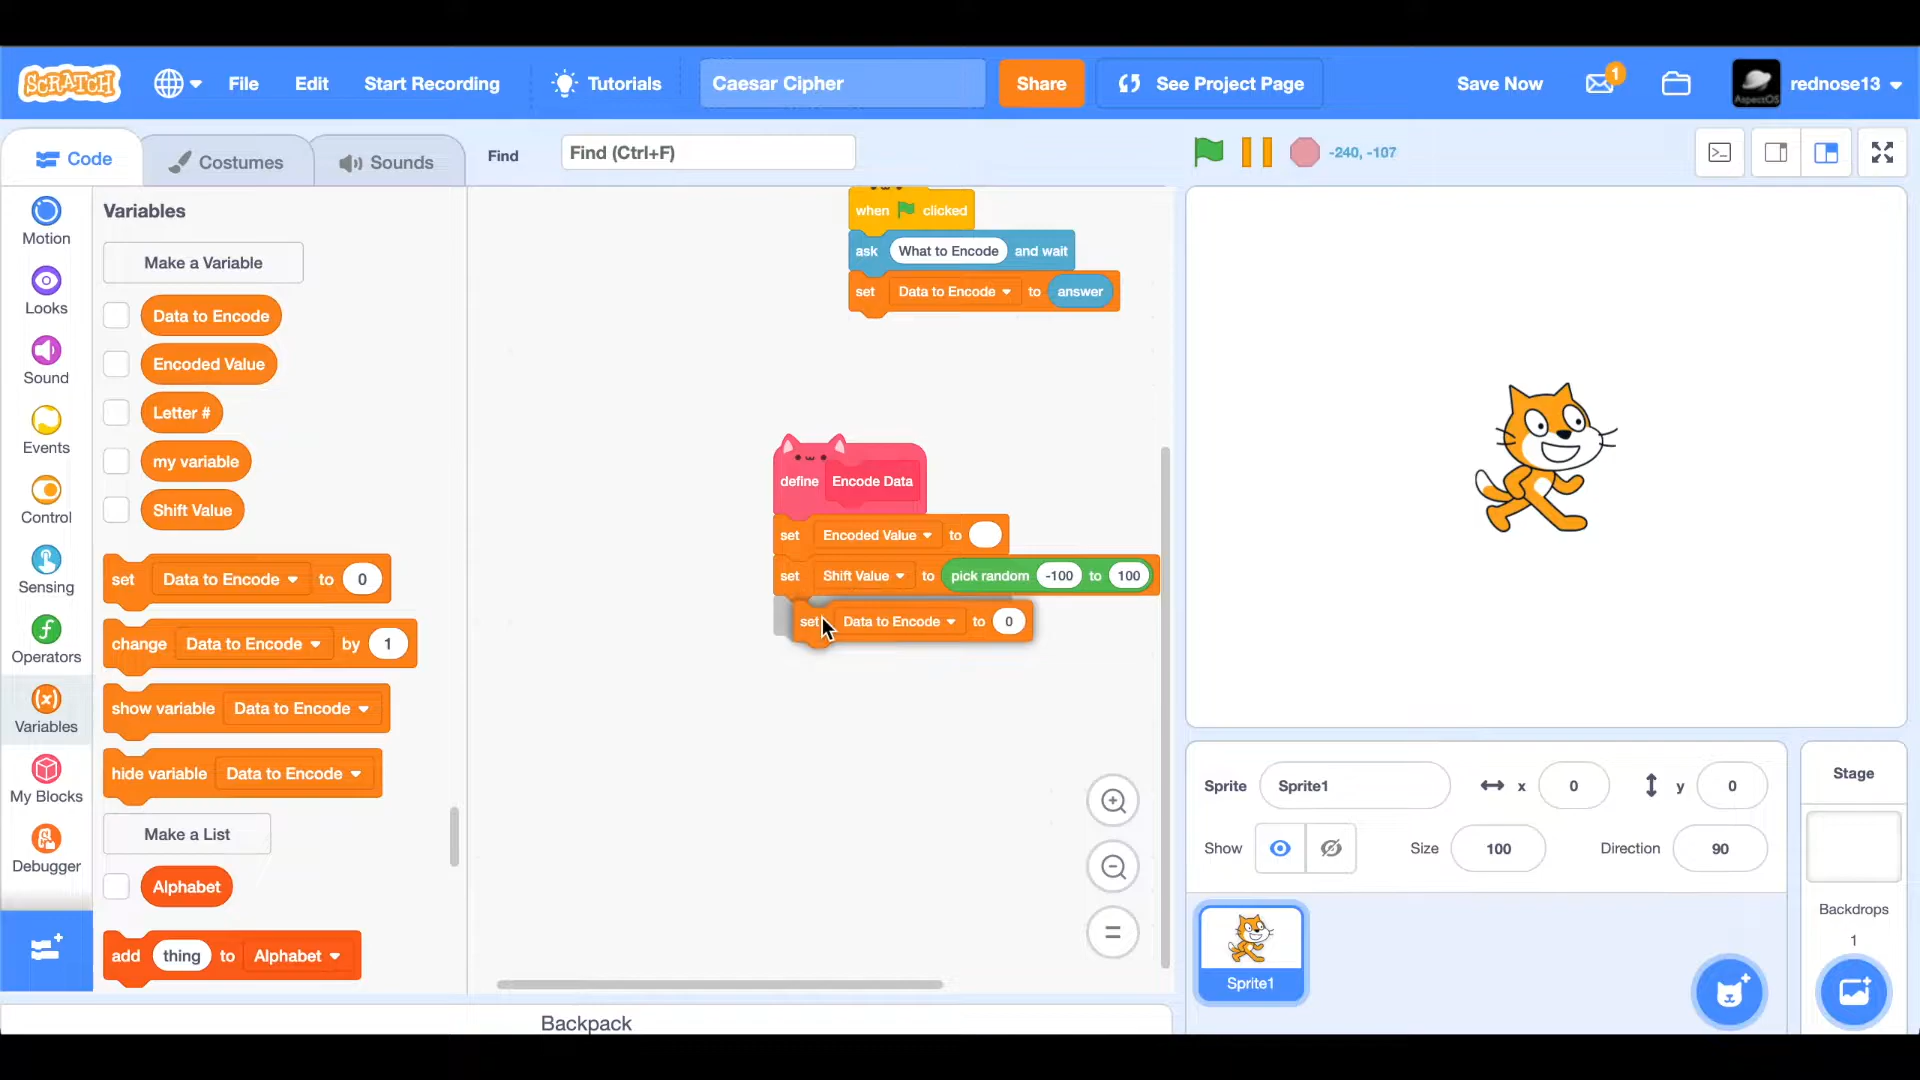 SCRATCH
File
Edit
Start Recording
Tutorials
Caesar Cipher
Share
See Project Page
Save Now
1
AspectOS
rednose13
Code
Costumes
Sounds
Find
Find (Ctrl+F)
-240, -107
Motion
Looks
Sound
Events
Control
Sensing
Operators
Variables
My Blocks
Debugger
Variables
Make a Variable
Data to Encode
Encoded Value
Letter #
my variable
Shift Value
set Data to Encode to 0
change Data to Encode by 1
show variable Data to Encode
hide variable Data to Encode
Make a List
Alphabet
add thing to Alphabet
when clicked
ask What to Encode and wait
set Data to Encode to answer
define Encode Data
set Encoded Value to
set Shift Value to pick random -100 to 100
set Data to Encode to 0
Backpack
Sprite Sprite1 x 0 y 0
Show Size 100 Direction 90
Sprite1
Stage
Backdrops
1